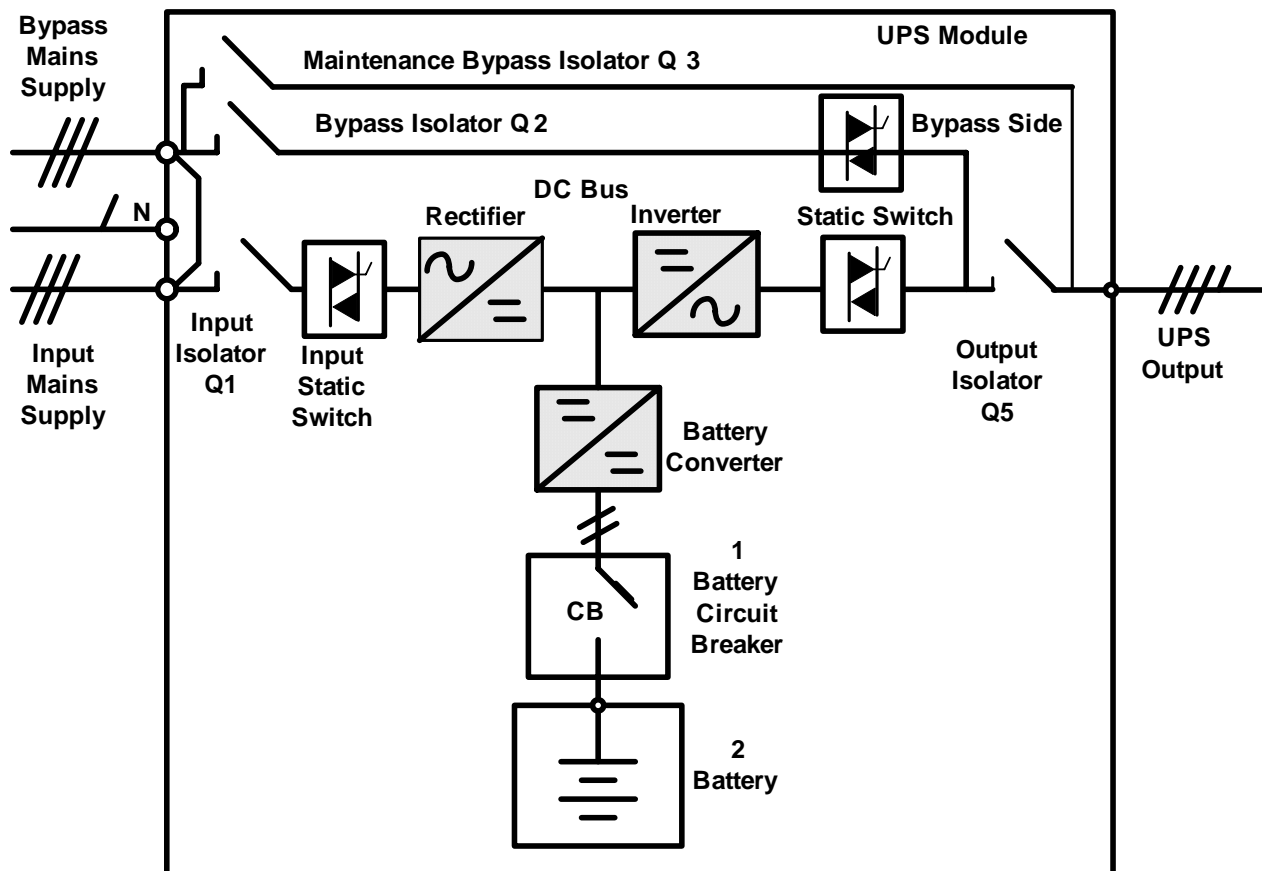 Bypass
Mains
Supply
UPS Module
Maintenance Bypass Isolator Q 3
Bypass Isolator Q 2
Bypass Side
DC Bus
N
Rectifier
Inverter
Static Switch
Input
Mains
Supply
Input
Isolator
Q1
Input
Static
Switch
Output
Isolator
Q5
UPS
Output
Battery
Converter
CB
1
Battery
Circuit
Breaker
2
Battery